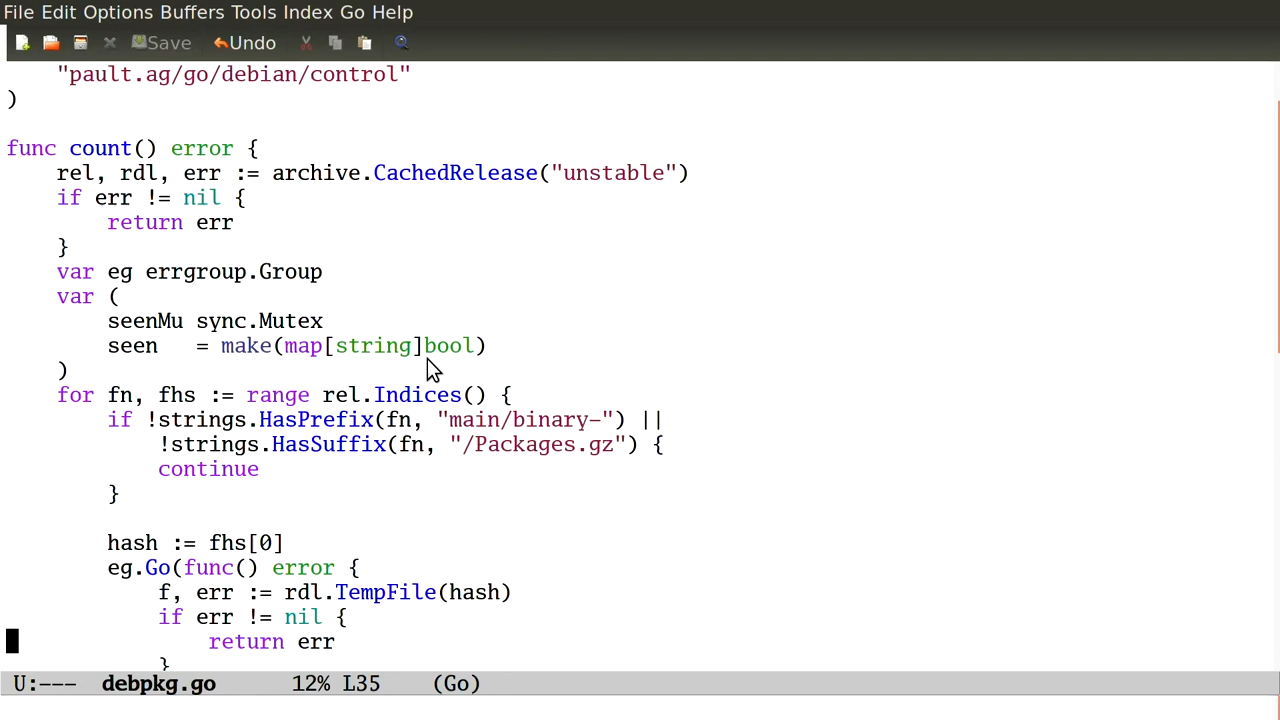 File Edit Options Buffers Tools Index Go Help
Save Undo
"pault.ag/go/debian/control"
)
func count() error {
rel, rdl, err := archive.CachedRelease("unstable")
if err != nil {
return err
}
var eg errgroup.Group
var (
seenMu sync.Mutex
seen = make(map[string]bool)
)
for fn, fhs := range rel.Indices() {
if !strings.HasPrefix(fn, "main/binary-") ||
!strings.HasSuffix(fn, "/Packages.gz") {
continue
}
hash := fhs[0]
eg.Go(func() error {
f, err := rdl.TempFile(hash)
if err != nil {
return err
}
U:--- debpkg.go 12% L35 (Go)